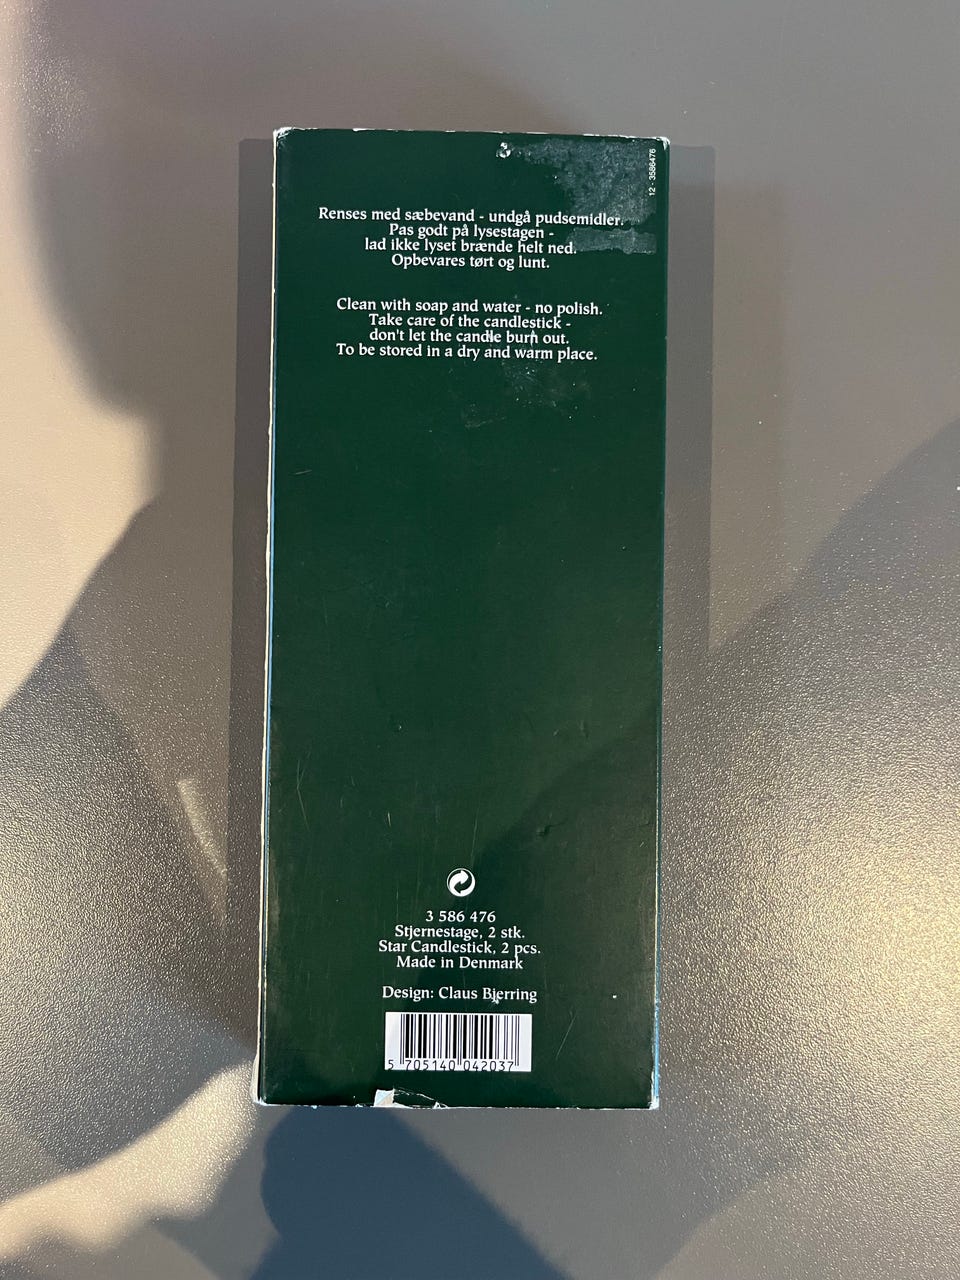 12 - 3586476
Renses med sæbevand - undgå pudsemidler.
Pas godt på lysestagen -
lad ikke lyset brænde helt ned.
Opbevares tørt og lunt.
Clean with soap and water - no polish.
Take care of the candlestick -
don't let the candle burn out.
To be stored in a dry and warm place.
3 586 476
Stjernestage, 2 stk.
Star Candlestick, 2 pcs.
Made in Denmark
Design: Claus Bjerring
5 705140 042037